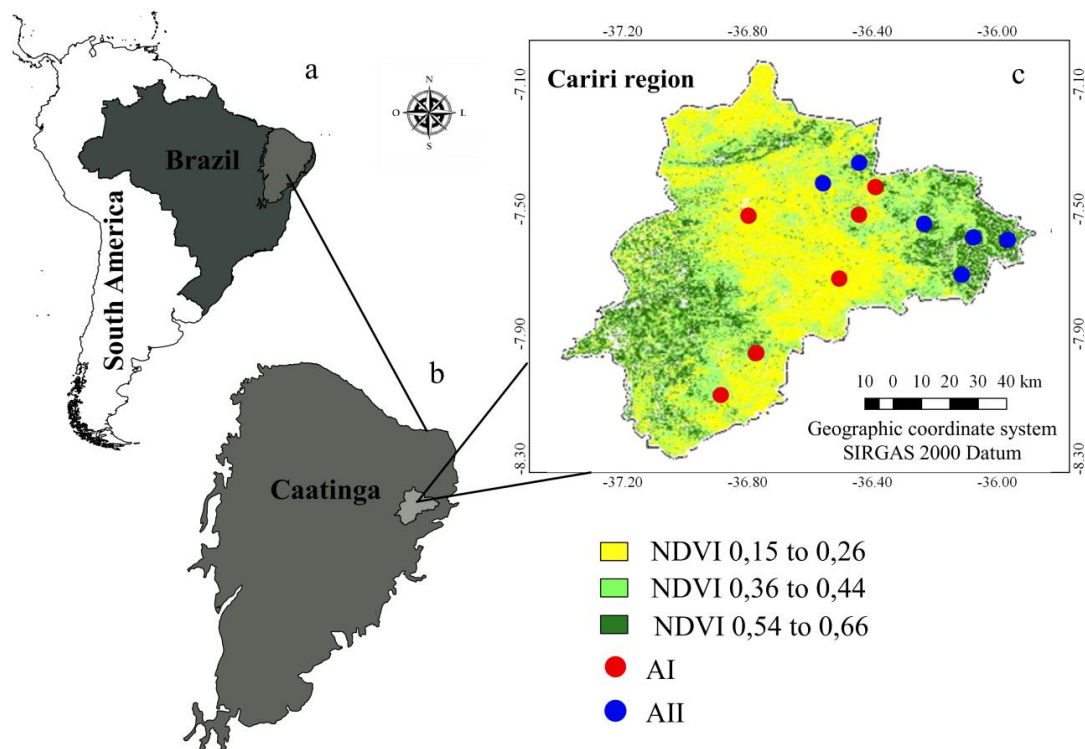 a
Brazil
South America
N
O
L
S
b
Caatinga
-37.20
-36.80
-36.40
-36.00
Cariri region
c
-7.10
-7.10
-7.50
-7.50
-7.90
-7.90
-8.30
-8.30
10 0 10 20 30 40 km
Geographic coordinate system
SIRGAS 2000 Datum
-37.20
-36.80
-36.40
-36.00
NDVI 0,15 to 0,26
NDVI 0,36 to 0,44
NDVI 0,54 to 0,66
AI
AII